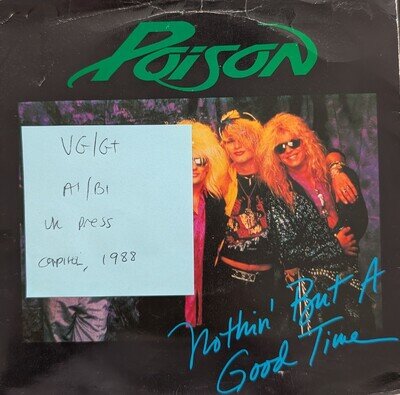 POISON
VG/G+
A1/B1
UK press
CAPITOL, 1988
Nothin' But A
Good Time